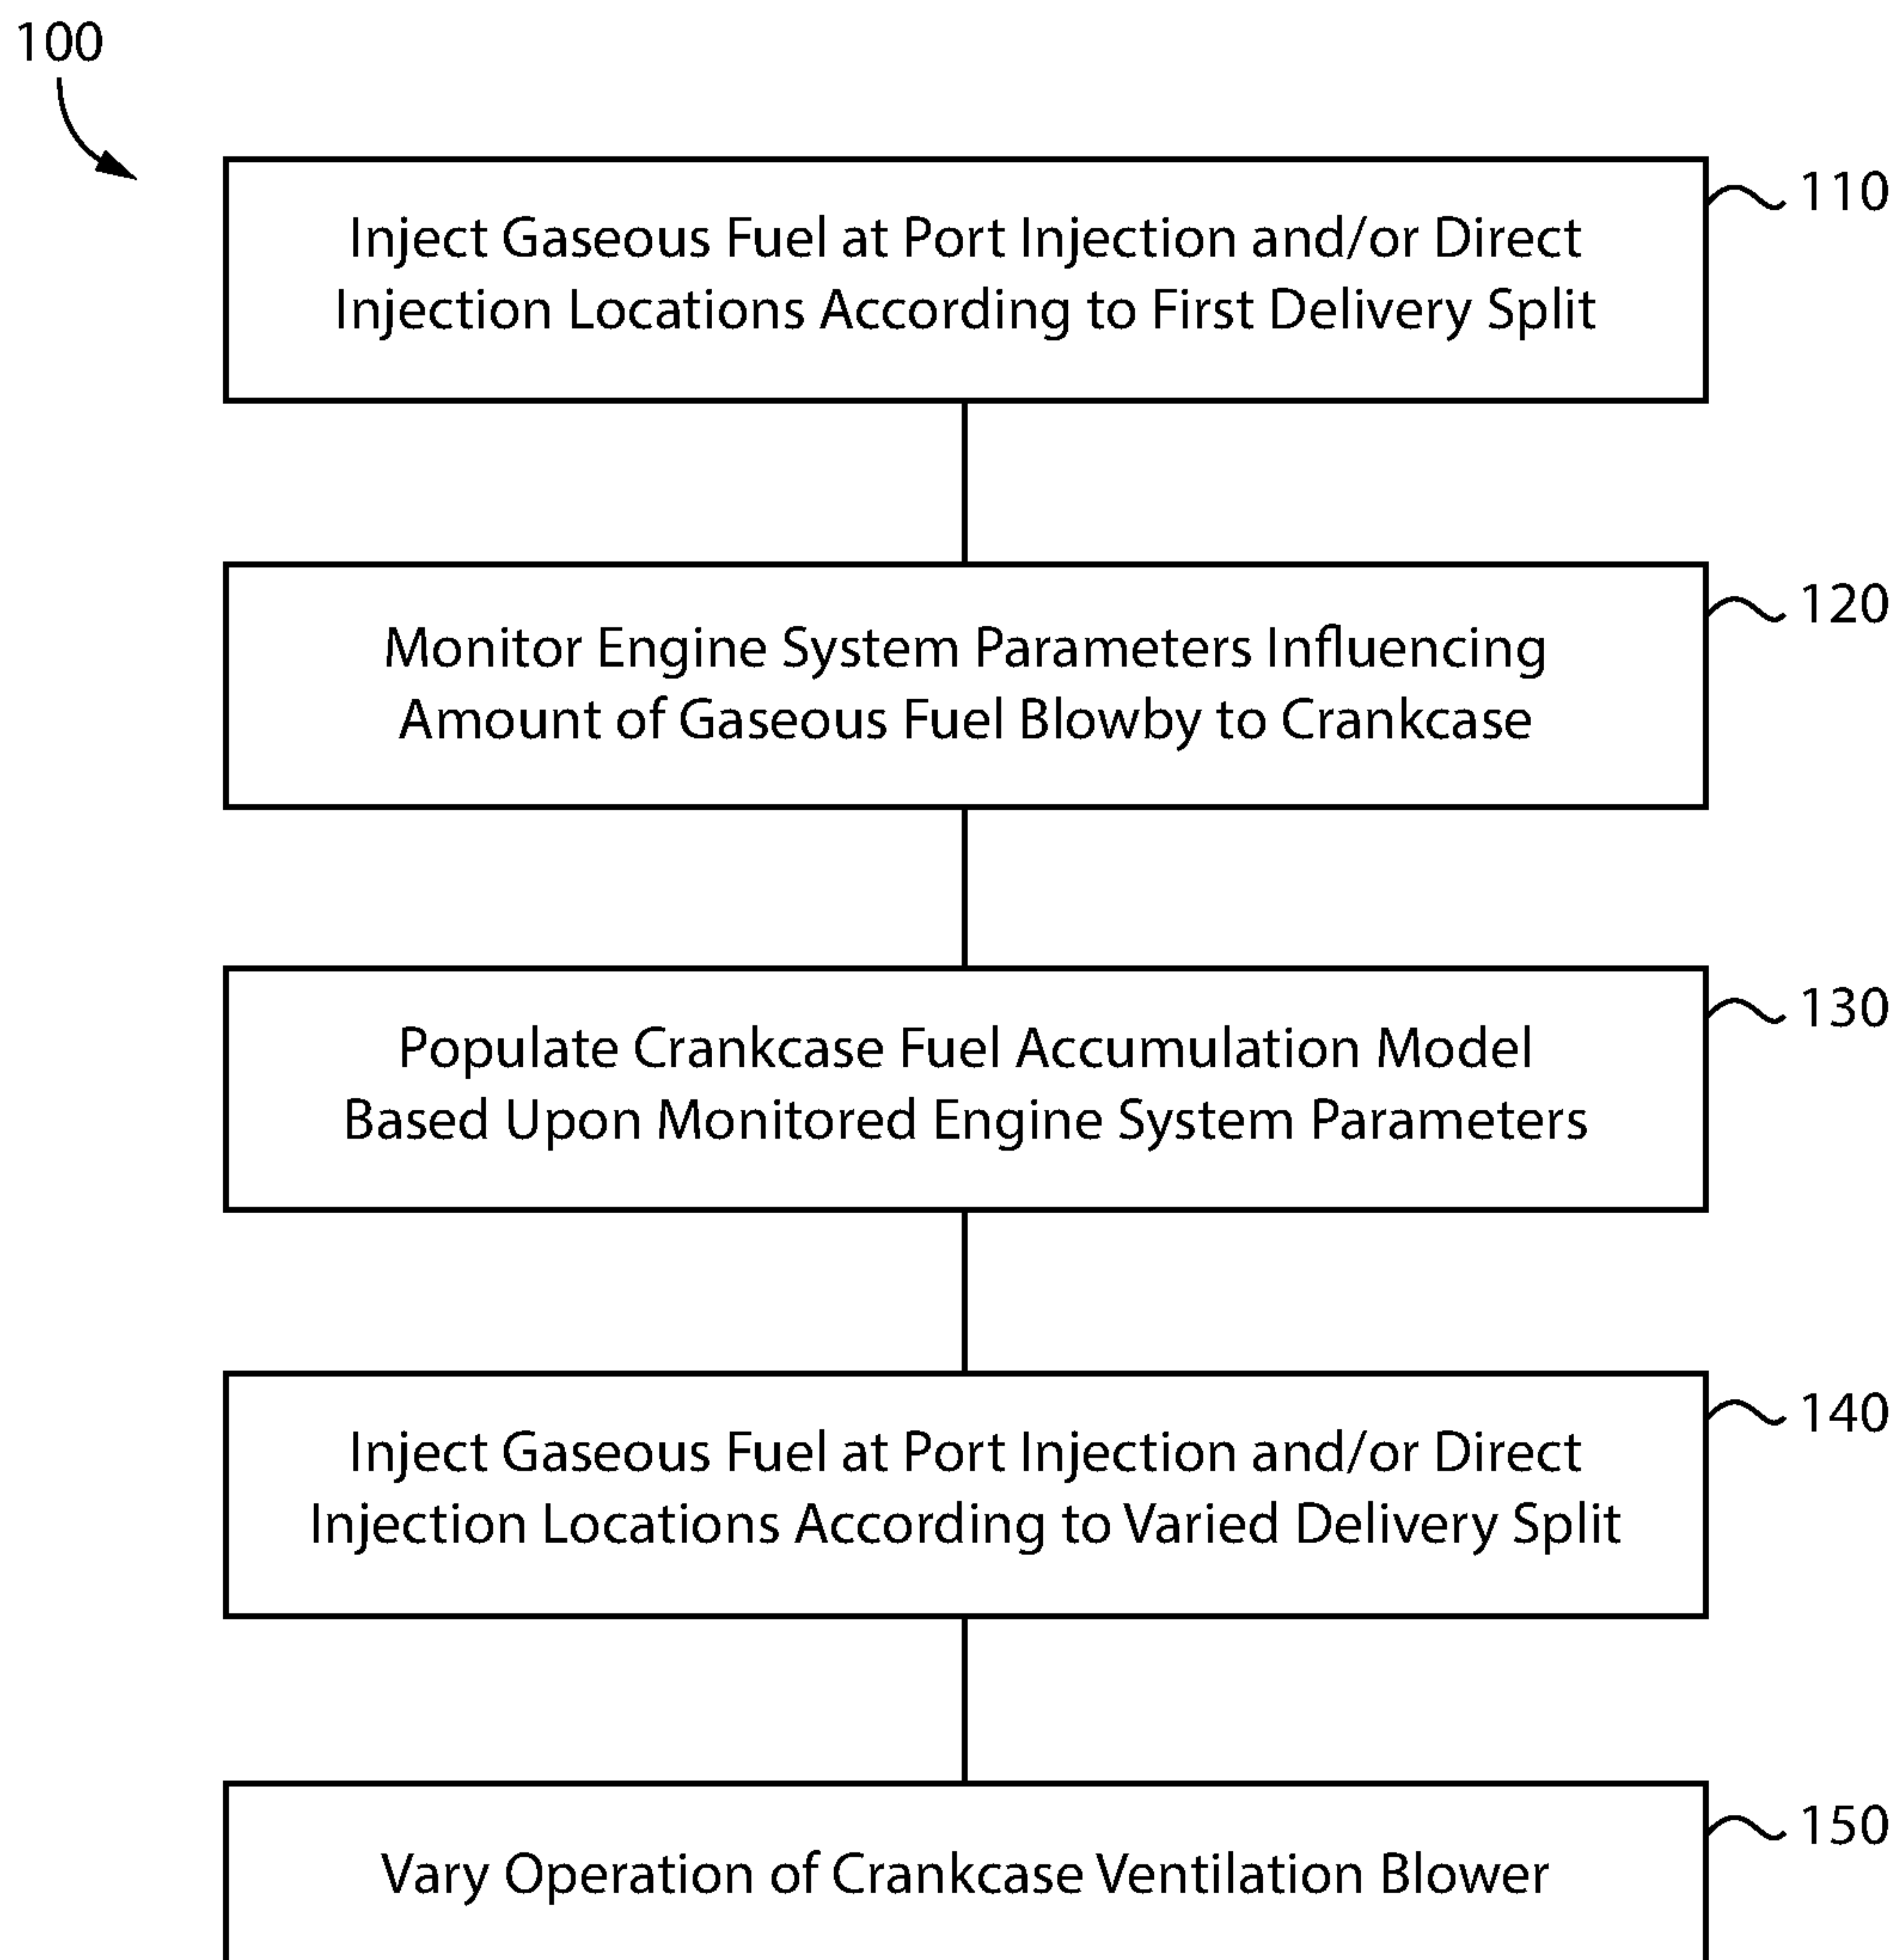 100
110
Inject Gaseous Fuel at Port Injection and/or Direct
Injection Locations According to First Delivery Split
120
Monitor Engine System Parameters Influencing
Amount of Gaseous Fuel Blowby to Crankcase
130
Populate Crankcase Fuel Accumulation Model
Based Upon Monitored Engine System Parameters
140
Inject Gaseous Fuel at Port Injection and/or Direct
Injection Locations According to Varied Delivery Split
150
Vary Operation of Crankcase Ventilation Blower